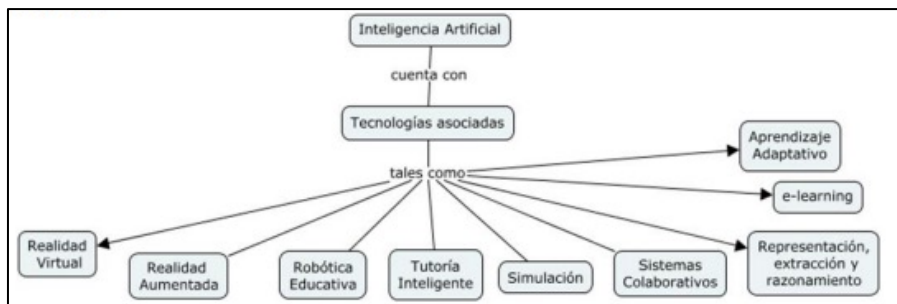 Inteligencia Artificial
cuenta con
Tecnologías asociadas
tales como
Aprendizaje
Adaptativo
e-learning
Realidad
Virtual
Realidad
Aumentada
Robótica
Educativa
Tutoría
Inteligente
Simulación
Sistemas
Colaborativos
Representación,
extracción y
razonamiento